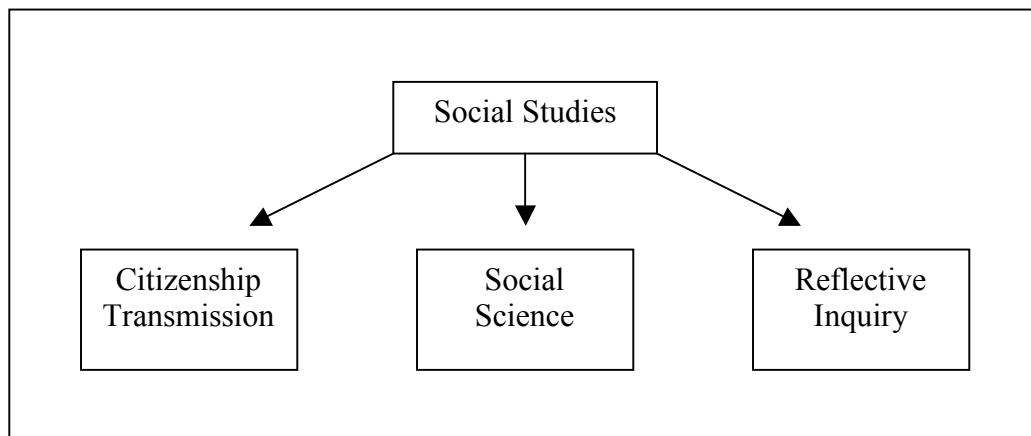 Social Studies
Citizenship
Transmission
Social
Science
Reflective
Inquiry